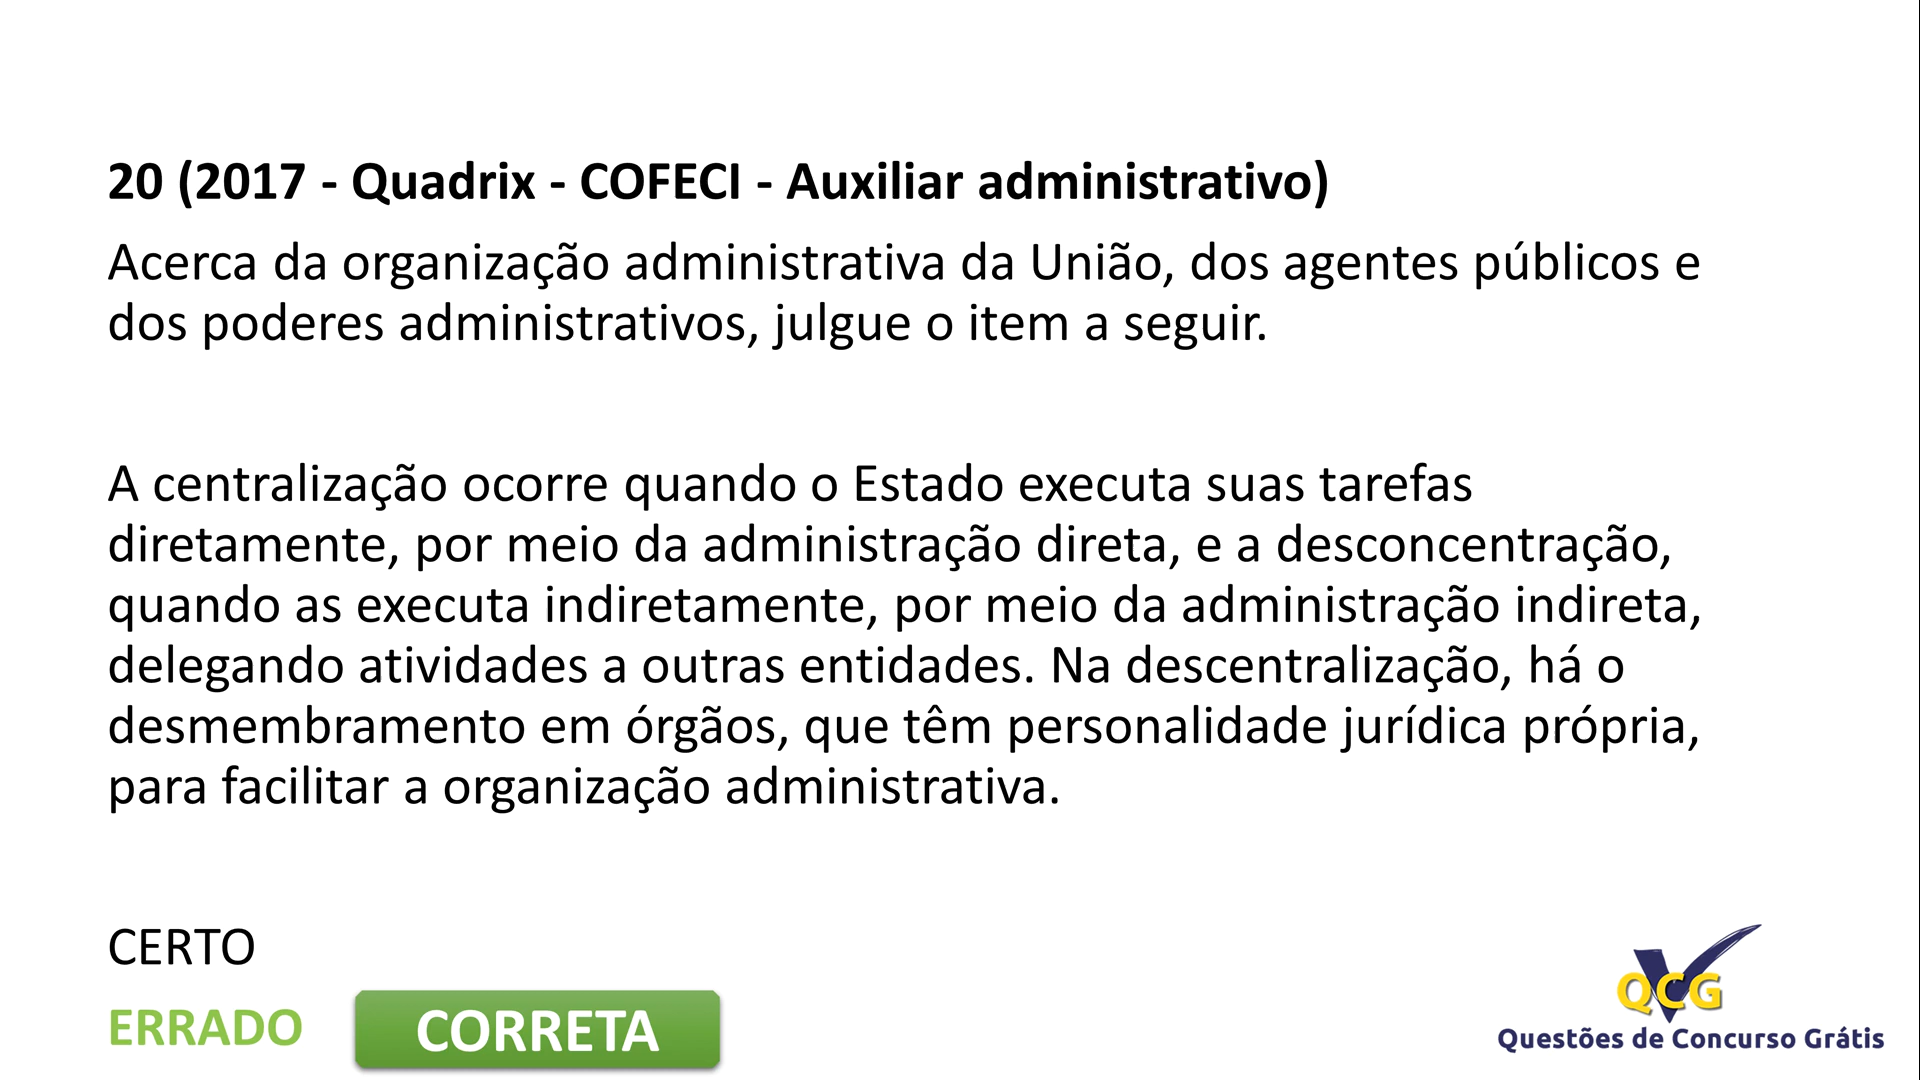 20 (2017 - Quadrix - COFECI - Auxiliar administrativo)
Acerca da organização administrativa da União, dos agentes públicos e
dos poderes administrativos, julgue o item a seguir.
A centralização ocorre quando o Estado executa suas tarefas
diretamente, por meio da administração direta, e a desconcentração,
quando as executa indiretamente, por meio da administração indireta,
delegando atividades a outras entidades. Na descentralização, há o
desmembramento em órgãos, que têm personalidade jurídica própria,
para facilitar a organização administrativa.
CERTO
ERRADO CORRETA
QCG
Questões de Concurso Grátis